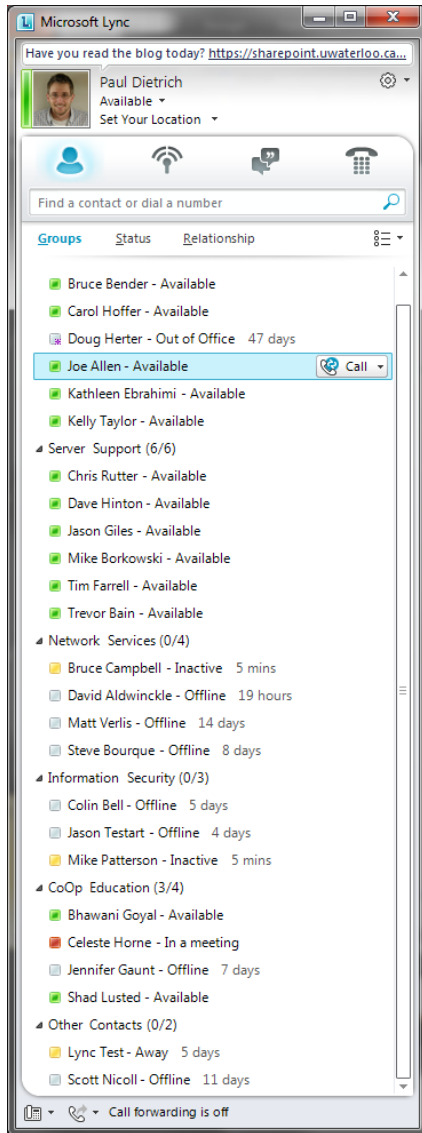 Microsoft Lync
Have you read the blog today? https://sharepoint.uwaterloo.ca...
Paul Dietrich
Available
Set Your Location
Find a contact or dial a number
Groups Status Relationship
Bruce Bender - Available
Carol Hoffer - Available
Doug Herter - Out of Office 47 days
Joe Allen - Available Call
Kathleen Ebrahimi - Available
Kelly Taylor - Available
Server Support (6/6)
Chris Rutter - Available
Dave Hinton - Available
Jason Giles - Available
Mike Borkowski - Available
Tim Farrell - Available
Trevor Bain - Available
Network Services (0/4)
Bruce Campbell - Inactive 5 mins
David Aldwinckle - Offline 19 hours
Matt Verlis - Offline 14 days
Steve Bourque - Offline 8 days
Information Security (0/3)
Colin Bell - Offline 5 days
Jason Testart - Offline 4 days
Mike Patterson - Inactive 5 mins
CoOp Education (3/4)
Bhawani Goyal - Available
Celeste Horne - In a meeting
Jennifer Gaunt - Offline 7 days
Shad Lusted - Available
Other Contacts (0/2)
Lync Test - Away 5 days
Scott Nicoll - Offline 11 days
Call forwarding is off